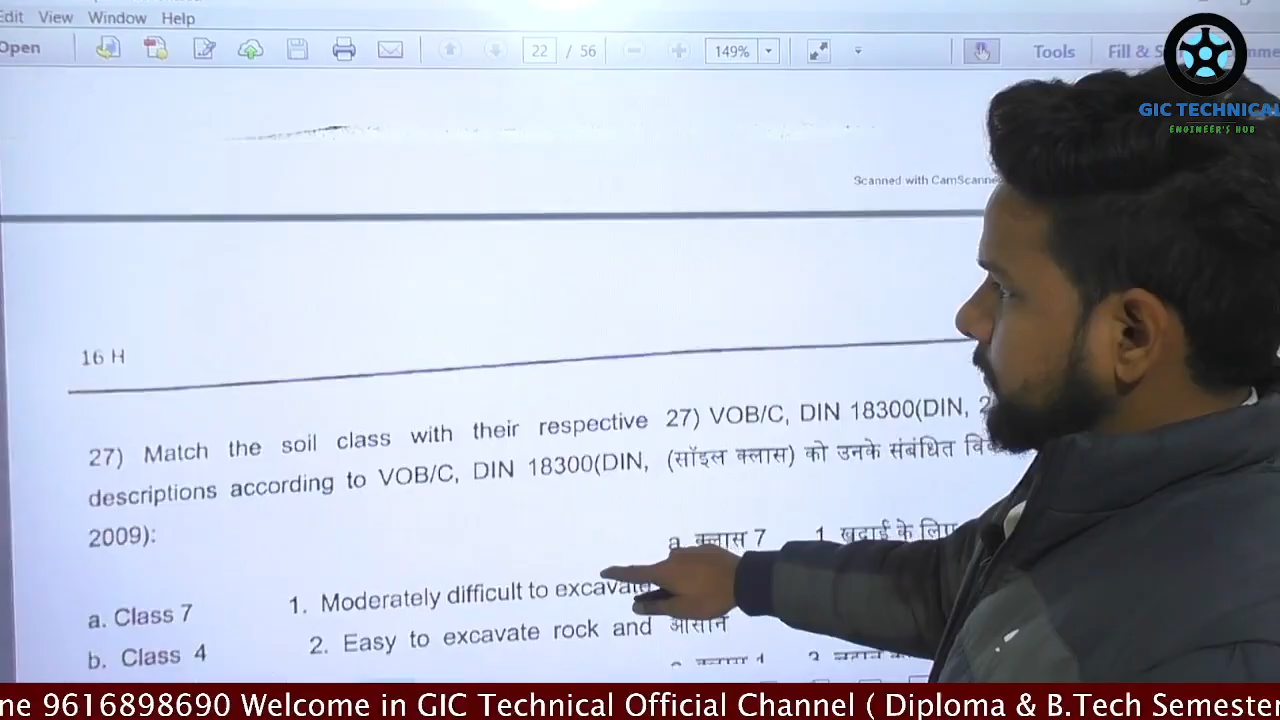 Edit View Window Help
Open
22 / 56
149%
Tools
Fill &
GIC TECHNICAL
ENGINEER'S HUB
Scanned with CamScanne
16 H
27) Match the soil class with their respective
descriptions according to VOB/C, DIN 18300(DIN,
2009):
a. Class 7 1. Moderately difficult to excavate
b. Class 4 2. Easy to excavate rock and
27) VOB/C, DIN 18300(DIN,
(सॉइल क्लास) को उनके संबंधित
a. क्लास 7 1. खुदाई के लिए
आसान
ne 9616898690 Welcome in GIC Technical Official Channel ( Diploma & B.Tech Semester